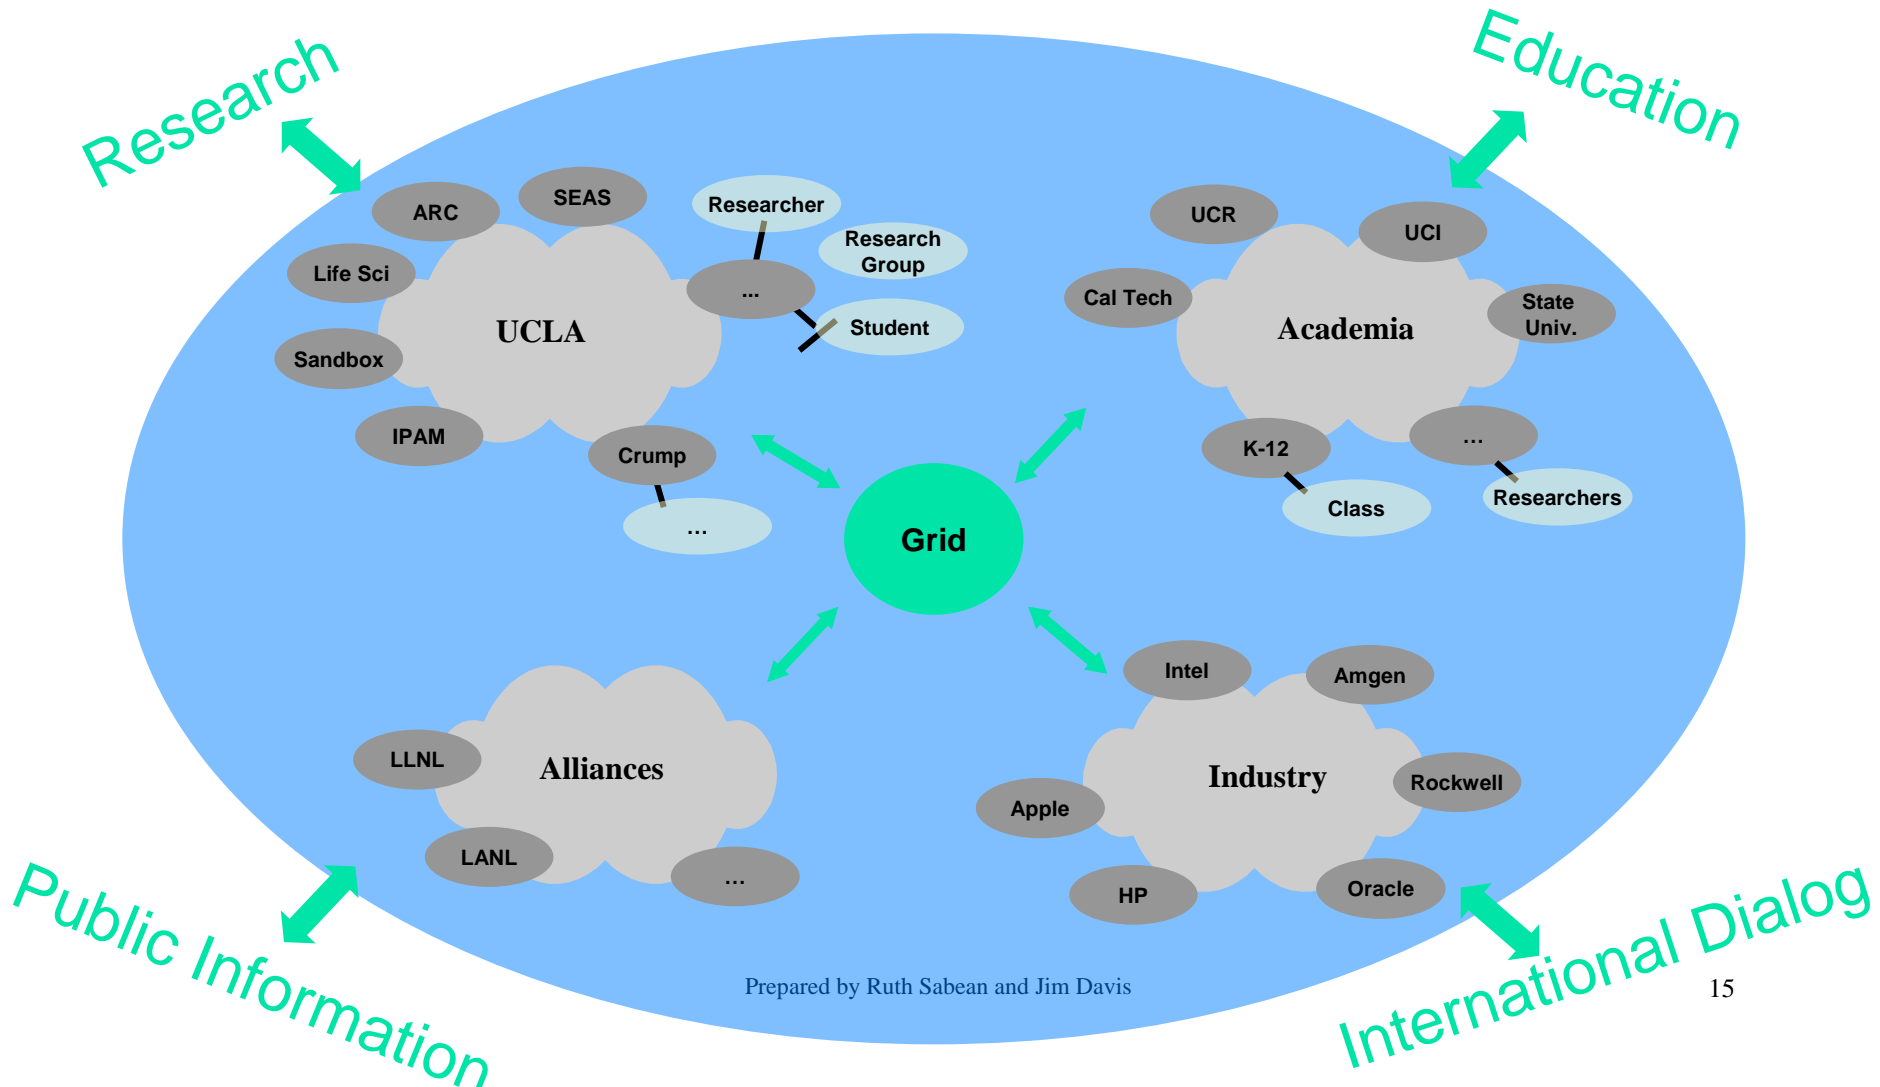 Research
Education
ARC
SEAS
Researcher
Research
Group
Life Sci
...
UCLA
Student
Sandbox
IPAM
Crump
…
UCR
UCI
Cal Tech
State
Univ.
Academia
K-12
…
Class
Researchers
Grid
LLNL
Alliances
LANL
…
Intel
Amgen
Industry
Rockwell
Apple
HP
Oracle
Public Information
International Dialog
Prepared by Ruth Sabean and Jim Davis
15